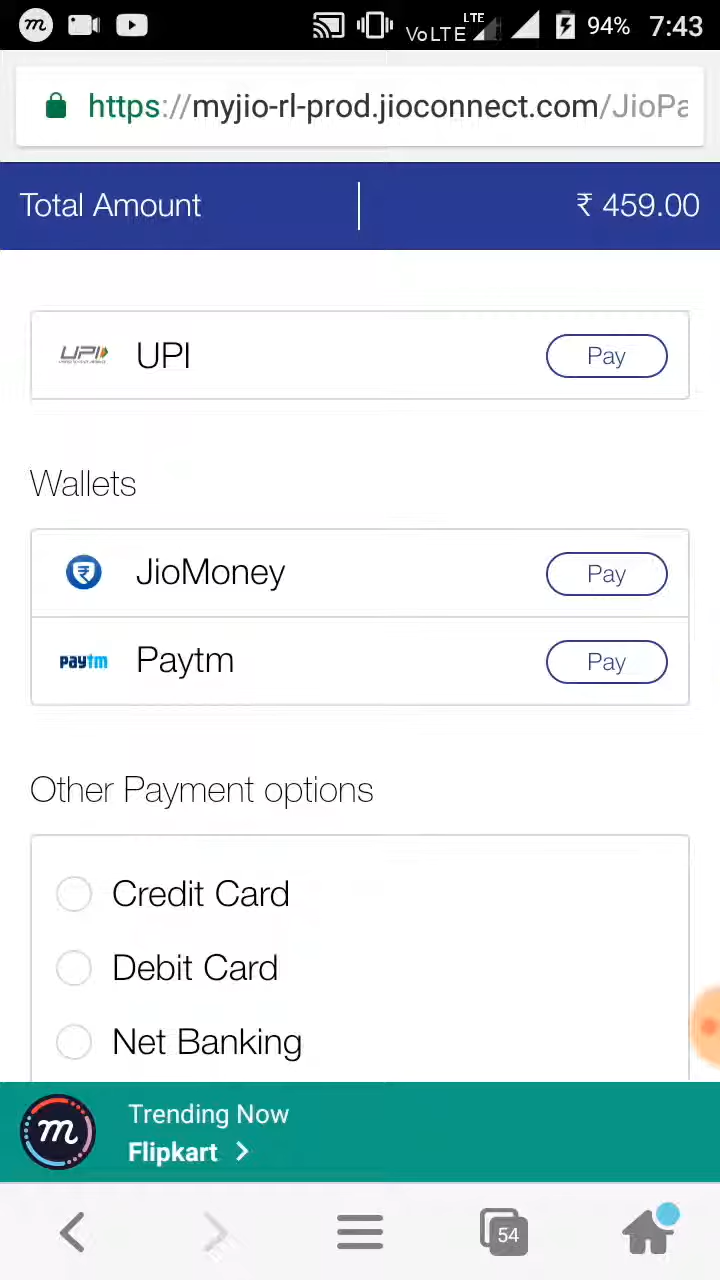 m
VoLTE LTE 94% 7:43
https://myjio-rl-prod.jioconnect.com/JioPa
Total Amount ₹ 459.00
UPI UPI Pay
Wallets
₹ JioMoney Pay
paytm Paytm Pay
Other Payment options
Credit Card
Debit Card
Net Banking
m
Trending Now
Flipkart >
54